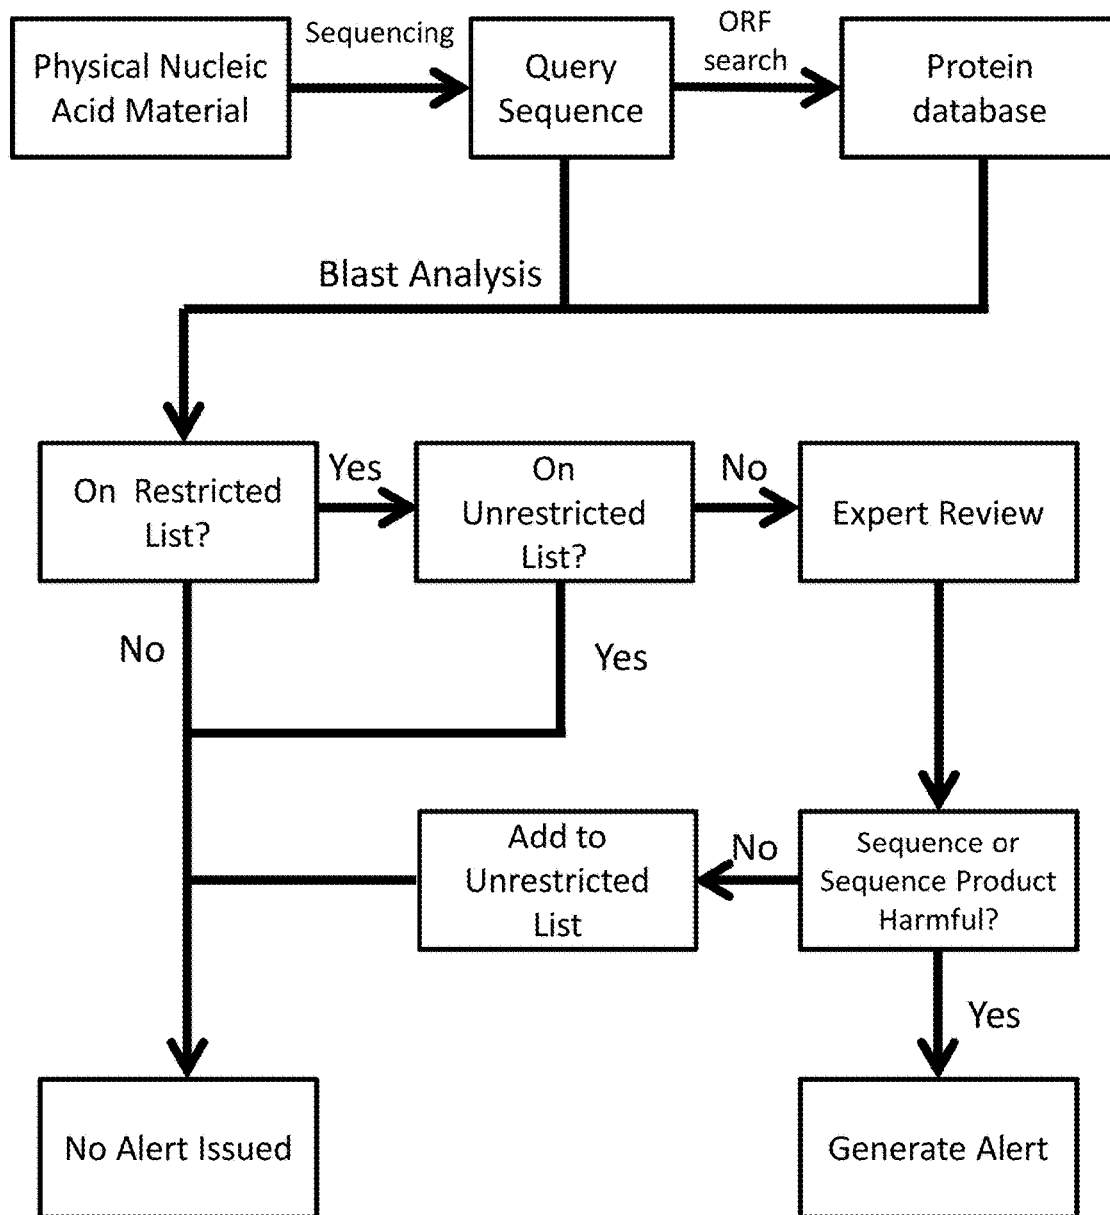 Physical Nucleic
Acid Material
Sequencing
Query
Sequence
ORF
search
Protein
database
Blast Analysis
On Restricted
List?
Yes
On
Unrestricted
List?
No
Expert Review
No
Yes
Add to
Unrestricted
List
No
Sequence or
Sequence Product
Harmful?
Yes
No Alert Issued
Generate Alert